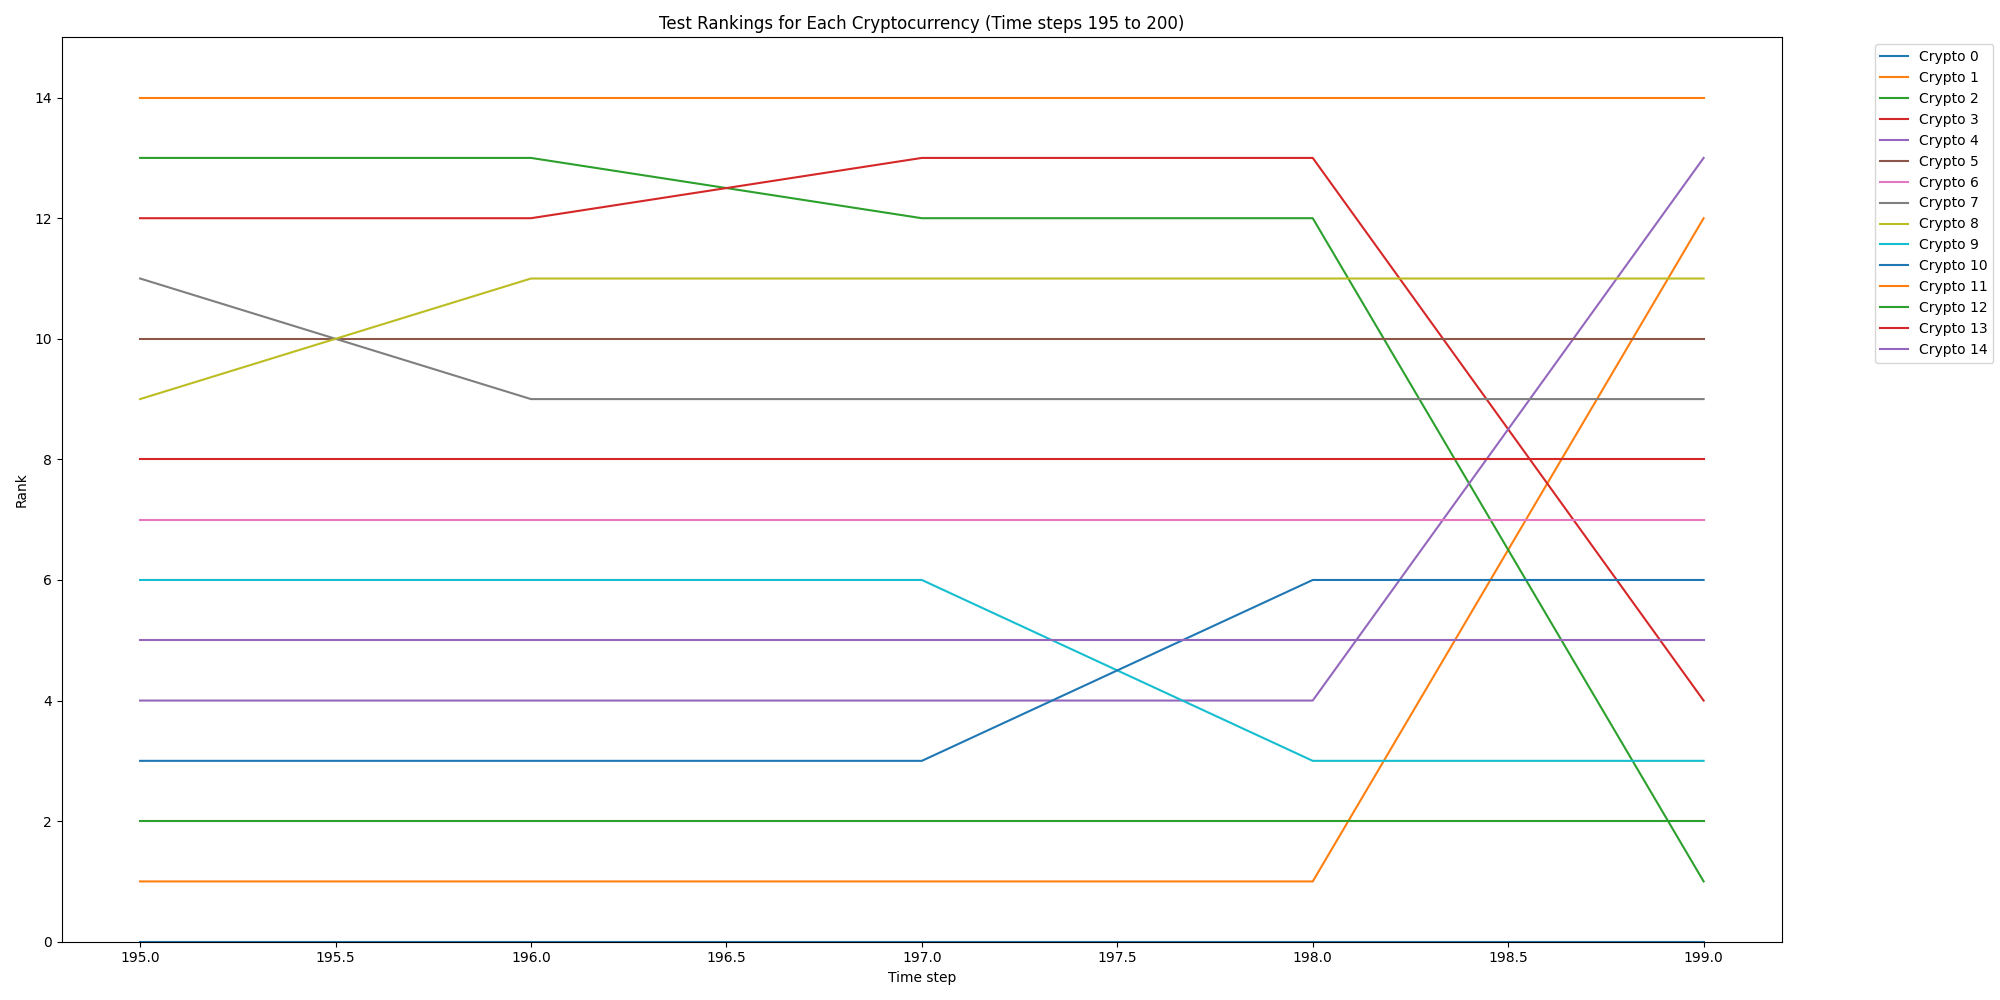 Test Rankings for Each Cryptocurrency (Time steps 195 to 200)
Rank
14
12
10
8
6
4
2
0
195.0 195.5 196.0 196.5 197.0 197.5 198.0 198.5 199.0
Time step
Crypto 0
Crypto 1
Crypto 2
Crypto 3
Crypto 4
Crypto 5
Crypto 6
Crypto 7
Crypto 8
Crypto 9
Crypto 10
Crypto 11
Crypto 12
Crypto 13
Crypto 14